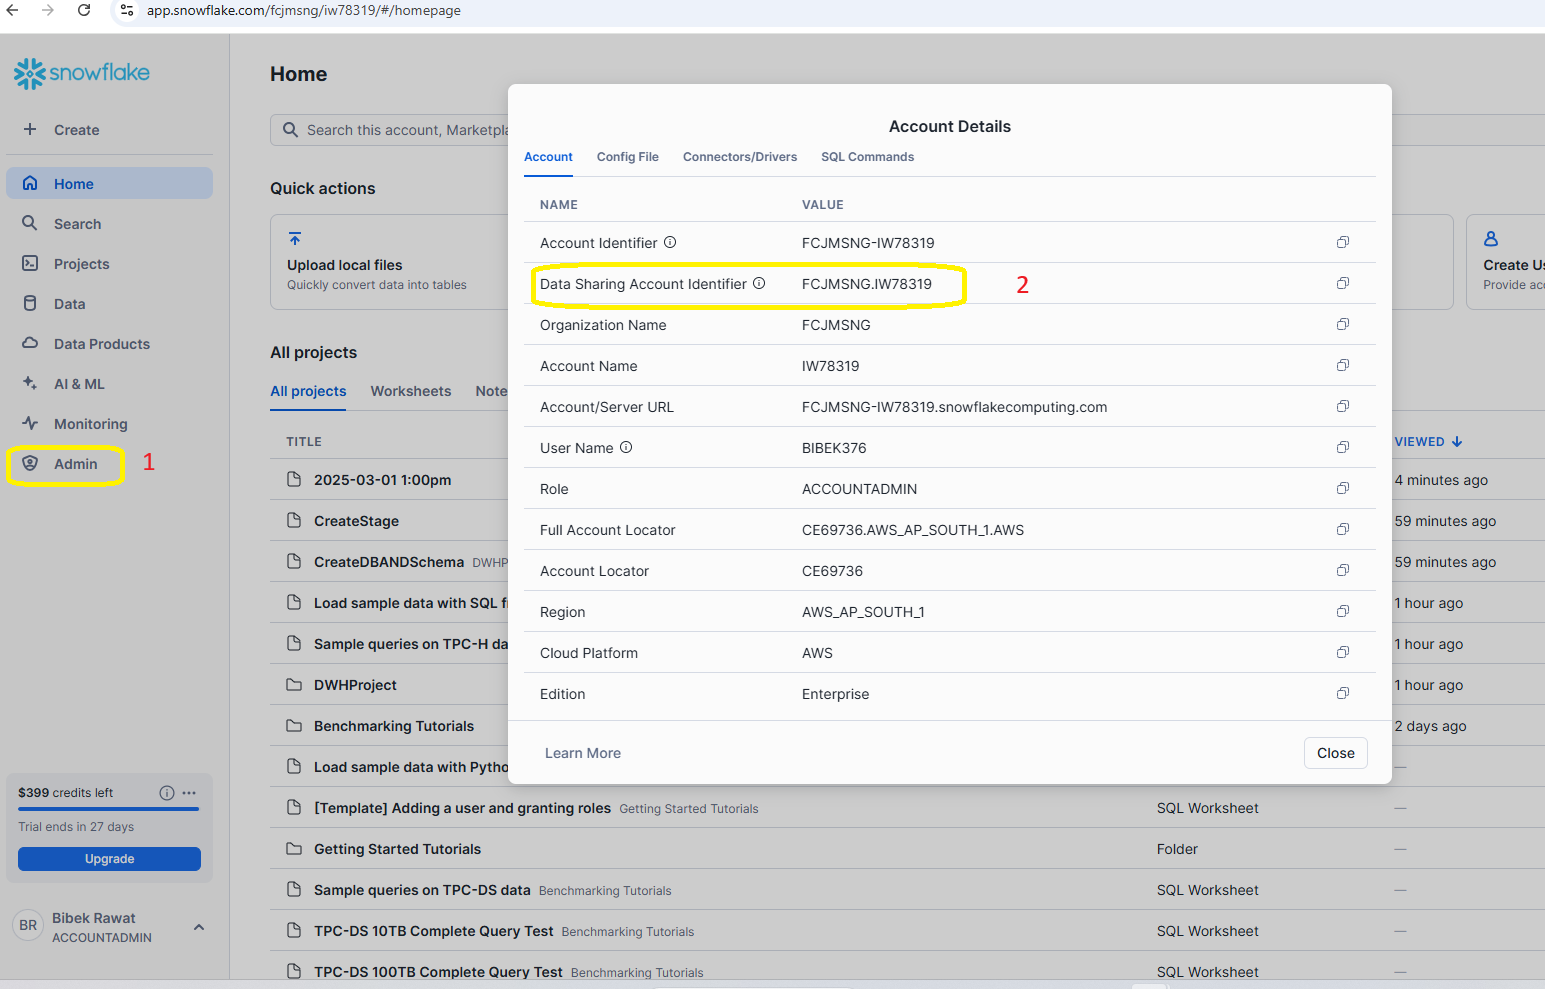 app.snowflake.com/fcjmsng/iw78319/#/homepage
snowflake
Create
Home
Search
Projects
Data
Data Products
AI & ML
Monitoring
Admin
1
$399 credits left
Trial ends in 27 days
Upgrade
BR
Bibek Rawat
ACCOUNTADMIN
Home
Search this account, Marketpla
Quick actions
Upload local files
Quickly convert data into tables
Create Us
Provide acc
All projects
All projects Worksheets Note
TITLE VIEWED
2025-03-01 1:00pm 4 minutes ago
CreateStage 59 minutes ago
CreateDBANDSchema DWHP 59 minutes ago
Load sample data with SQL fr 1 hour ago
Sample queries on TPC-H da 1 hour ago
DWHProject 1 hour ago
Benchmarking Tutorials 2 days ago
Load sample data with Pytho —
[Template] Adding a user and granting roles Getting Started Tutorials SQL Worksheet —
Getting Started Tutorials Folder —
Sample queries on TPC-DS data Benchmarking Tutorials SQL Worksheet —
TPC-DS 10TB Complete Query Test Benchmarking Tutorials SQL Worksheet —
TPC-DS 100TB Complete Query Test Benchmarking Tutorials SQL Worksheet —
Account Details
Account Config File Connectors/Drivers SQL Commands
NAME VALUE
Account Identifier FCJMSNG-IW78319
Data Sharing Account Identifier FCJMSNG.IW78319 2
Organization Name FCJMSNG
Account Name IW78319
Account/Server URL FCJMSNG-IW78319.snowflakecomputing.com
User Name BIBEK376
Role ACCOUNTADMIN
Full Account Locator CE69736.AWS_AP_SOUTH_1.AWS
Account Locator CE69736
Region AWS_AP_SOUTH_1
Cloud Platform AWS
Edition Enterprise
Learn More Close